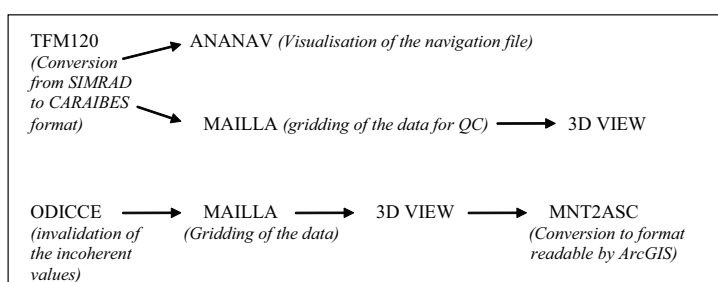 TFM120
(Conversion
from SIMRAD
to CARAIBES
format)
ANANAV (Visualisation of the navigation file)
MAILLA (gridding of the data for QC)
3D VIEW
ODICCE
(invalidation of
the incoherent
values)
MAILLA
(Gridding of the data)
3D VIEW
MNT2ASC
(Conversion to format
readable by ArcGIS)